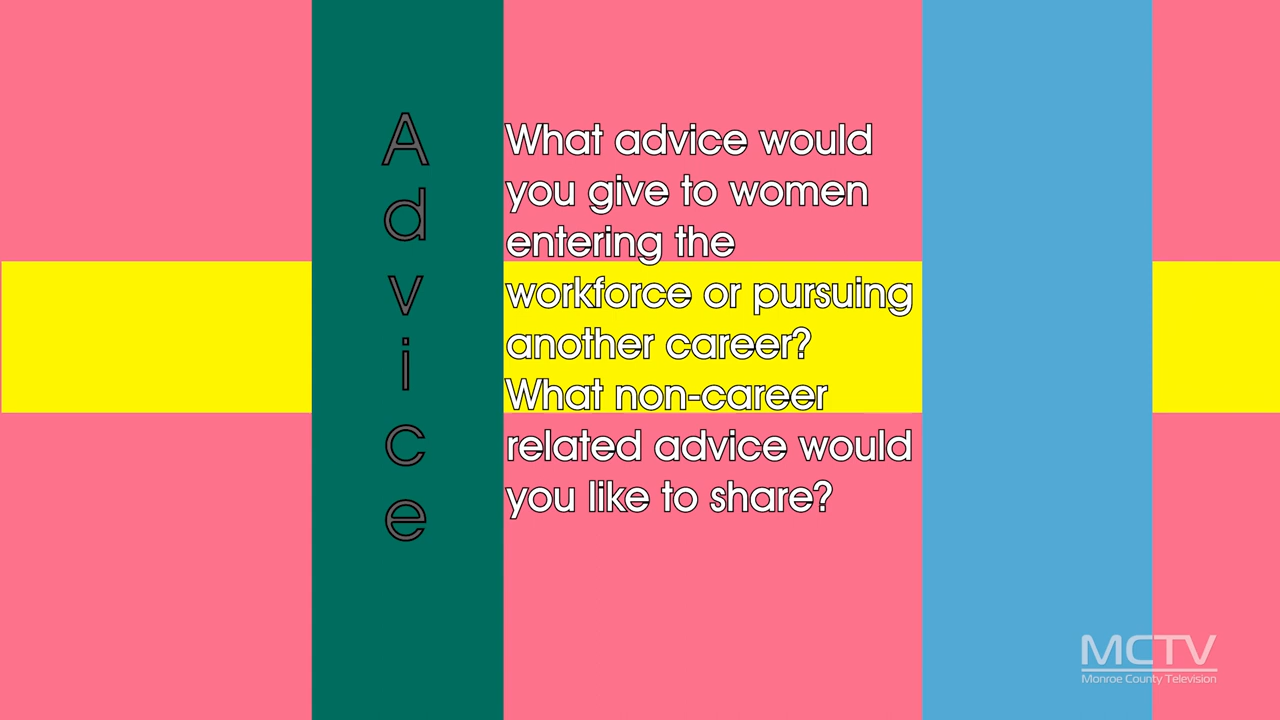 Advice
What advice would
you give to women
entering the
workforce or pursuing
another career?
What non-career
related advice would
you like to share?
MCTV
Monroe County Television